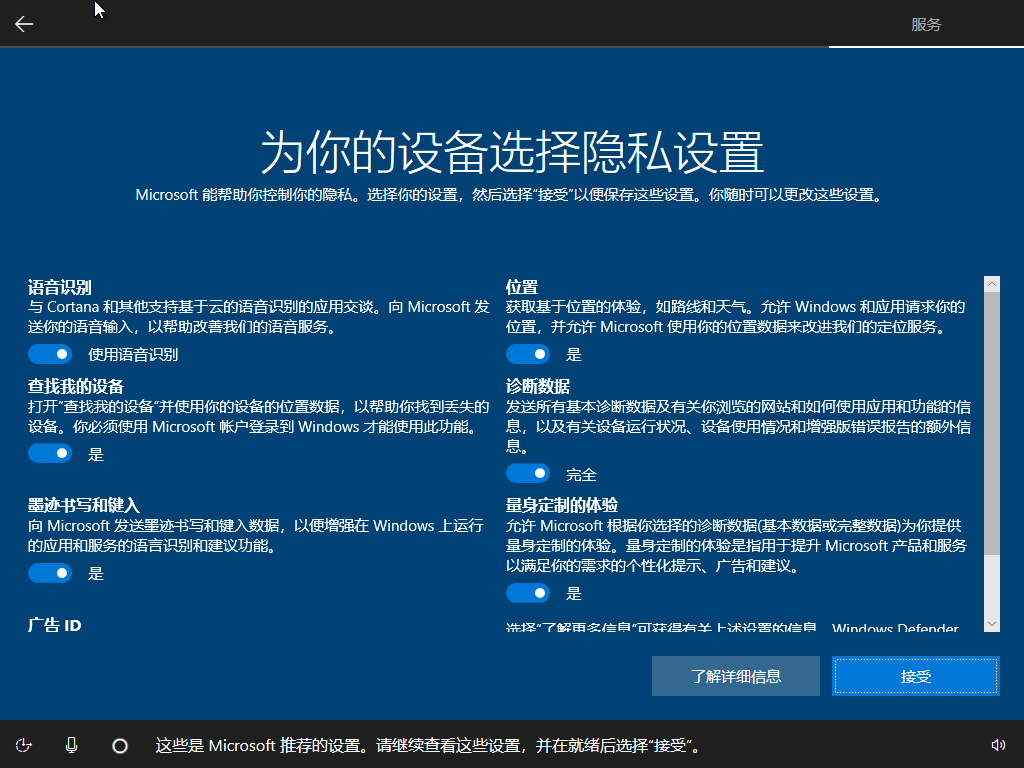 服务
为你的设备选择隐私设置
Microsoft 能帮助你控制你的隐私。选择你的设置，然后选择“接受”以便保存这些设置。你随时可以更改这些设置。
语音识别
与 Cortana 和其他支持基于云的语音识别的应用交谈。向 Microsoft 发
送你的语音输入，以帮助改善我们的语音服务。
使用语音识别
查找我的设备
打开”查找我的设备”并使用你的设备的位置数据，以帮助你找到丢失的
设备。你必须使用 Microsoft 帐户登录到 Windows 才能使用此功能。
是
墨迹书写和键入
向 Microsoft 发送墨迹书写和键入数据，以便增强在 Windows 上运行
的应用和服务的语言识别和建议功能。
是
广告 ID
位置
获取基于位置的体验，如路线和天气。允许 Windows 和应用请求你的
位置，并允许 Microsoft 使用你的位置数据来改进我们的定位服务。
是
诊断数据
发送所有基本诊断数据及有关你浏览的网站和如何使用应用和功能的信
息，以及有关设备运行状况、设备使用情况和增强版错误报告的额外信
息。
完全
量身定制的体验
允许 Microsoft 根据你选择的诊断数据(基本数据或完整数据)为你提供
量身定制的体验。量身定制的体验是指用于提升 Microsoft 产品和服务
以满足你的需求的个性化提示、广告和建议。
是
选择”了解更多信息”可获得有关上述设置的信息、Windows Defender
了解详细信息
接受
这些是 Microsoft 推荐的设置。请继续查看这些设置，并在就绪后选择“接受”。